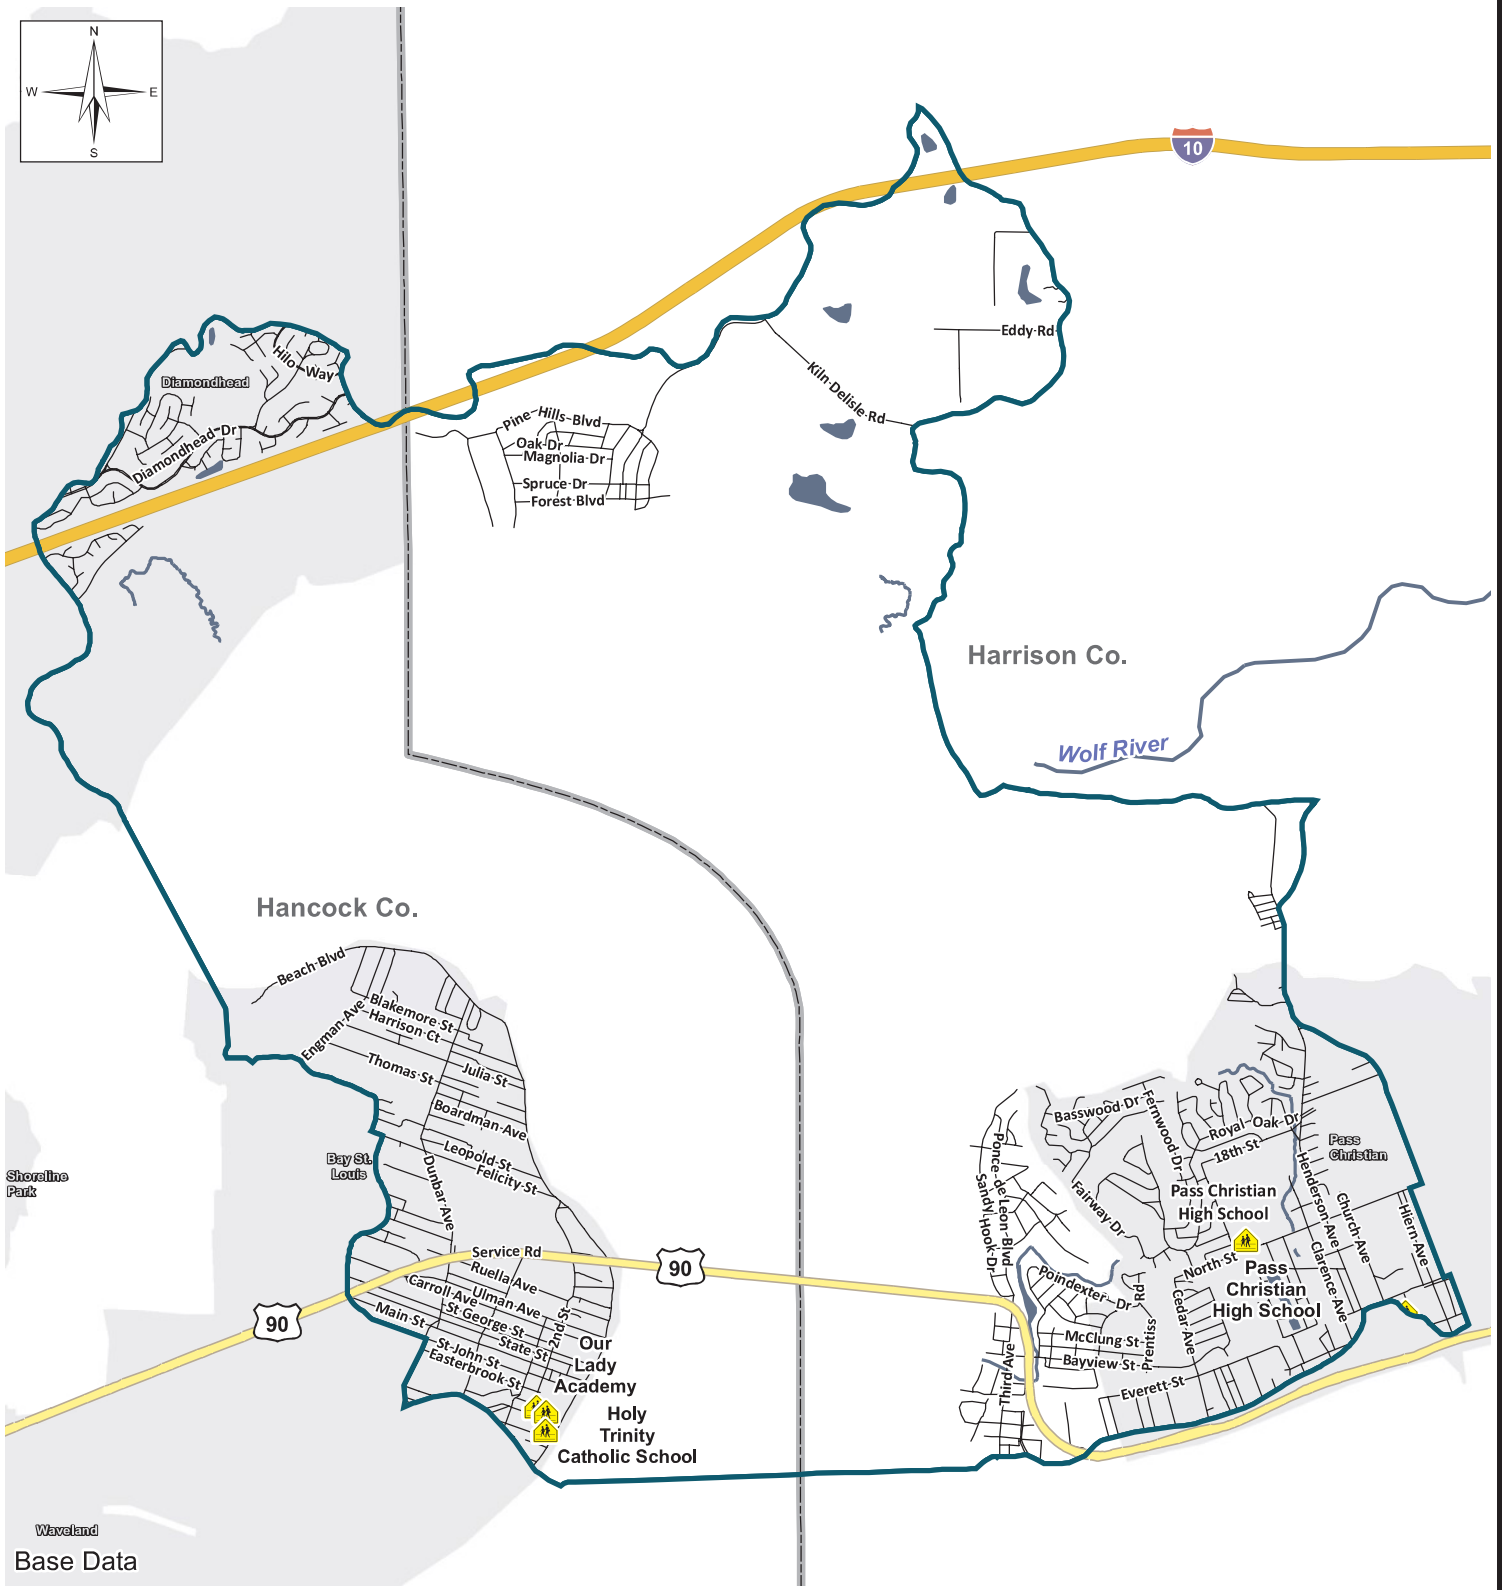 N
W
E
S
10
Hilo Way
Diamondhead
Diamondhead Dr
Eddy Rd
Kiln-Delisle Rd
Pine Hills Blvd
Oak Dr
Magnolia Dr
Spruce Dr
Forest Blvd
Harrison Co.
Wolf River
Hancock Co.
Beach Blvd
Blakemore St
Harrison Ct
Engman Ave
Thomas St
Julia St
Boardman Ave
Leopold St
Felicity St
Dunbar Ave
Bay St.
Louis
Shoreline
Park
Service Rd
90
90
Ruella Ave
Ulman Ave
Carroll Ave
St George St
Main St
State St
2nd St
St John St
Easterbrook St
Our
Lady
Academy
Holy
Trinity
Catholic School
Basswood Dr
Fernwood Dr
Royal Oak Dr
18th St
Pass
Christian
Ponce de Leon Blvd
Sandy Hook Dr
Fairway Dr
Pass Christian
High School
Henderson Ave
Church Ave
Hiern Ave
Clarence Ave
North St
Pass
Christian
High School
Poindexter Dr
Prentiss Rd
Cedar Ave
McClung St
Bayview St
Third Ave
Everett St
Waveland
Base Data